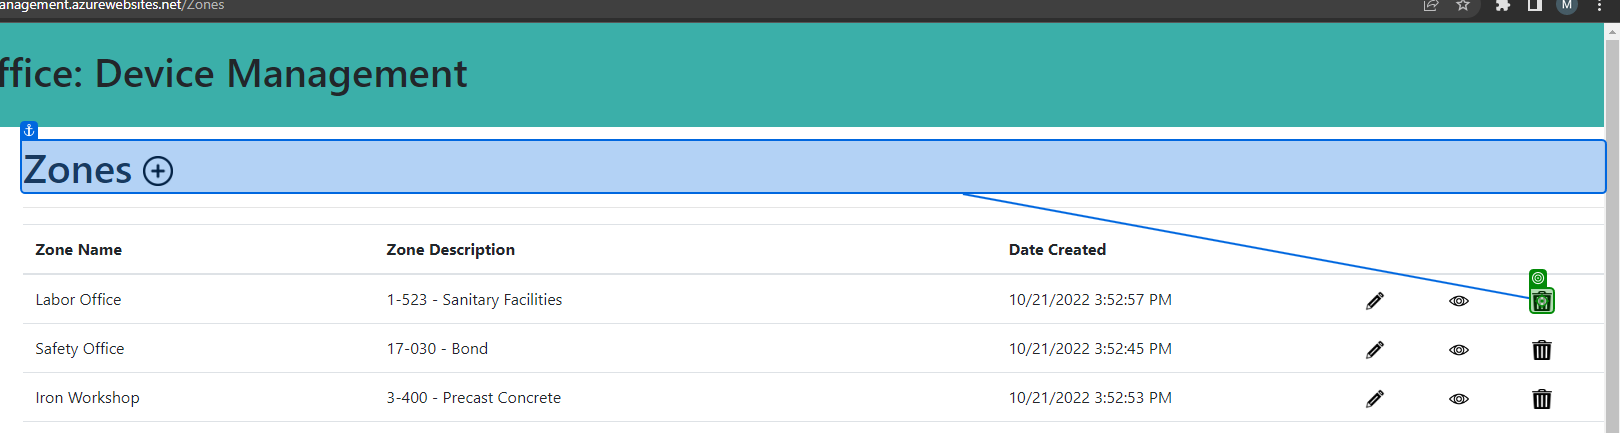 anagement.azurewebsites.net/Zones
M
ffice: Device Management
Zones
Zone Name Zone Description Date Created
Labor Office 1-523 - Sanitary Facilities 10/21/2022 3:52:57 PM
Safety Office 17-030 - Bond 10/21/2022 3:52:45 PM
Iron Workshop 3-400 - Precast Concrete 10/21/2022 3:52:53 PM